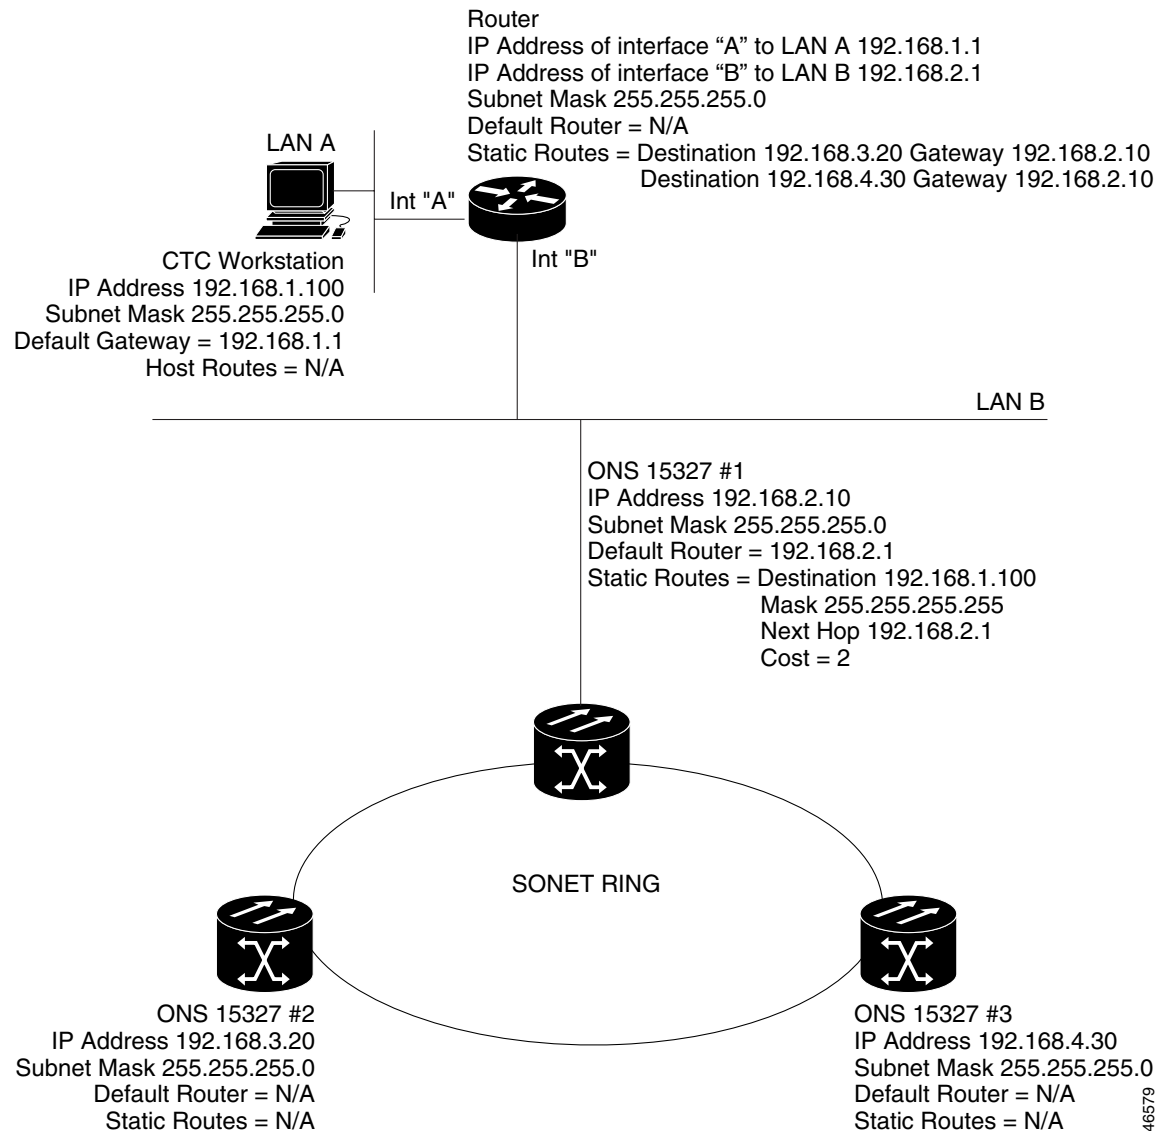 Router
IP Address of interface “A” to LAN A 192.168.1.1
IP Address of interface “B” to LAN B 192.168.2.1
Subnet Mask 255.255.255.0
Default Router = N/A
Static Routes = Destination 192.168.3.20 Gateway 192.168.2.10
Destination 192.168.4.30 Gateway 192.168.2.10
LAN A
Int "A"
Int "B"
CTC Workstation
IP Address 192.168.1.100
Subnet Mask 255.255.255.0
Default Gateway = 192.168.1.1
Host Routes = N/A
LAN B
ONS 15327 #1
IP Address 192.168.2.10
Subnet Mask 255.255.255.0
Default Router = 192.168.2.1
Static Routes = Destination 192.168.1.100
Mask 255.255.255.255
Next Hop 192.168.2.1
Cost = 2
SONET RING
ONS 15327 #2
IP Address 192.168.3.20
Subnet Mask 255.255.255.0
Default Router = N/A
Static Routes = N/A
ONS 15327 #3
IP Address 192.168.4.30
Subnet Mask 255.255.255.0
Default Router = N/A
Static Routes = N/A
46579